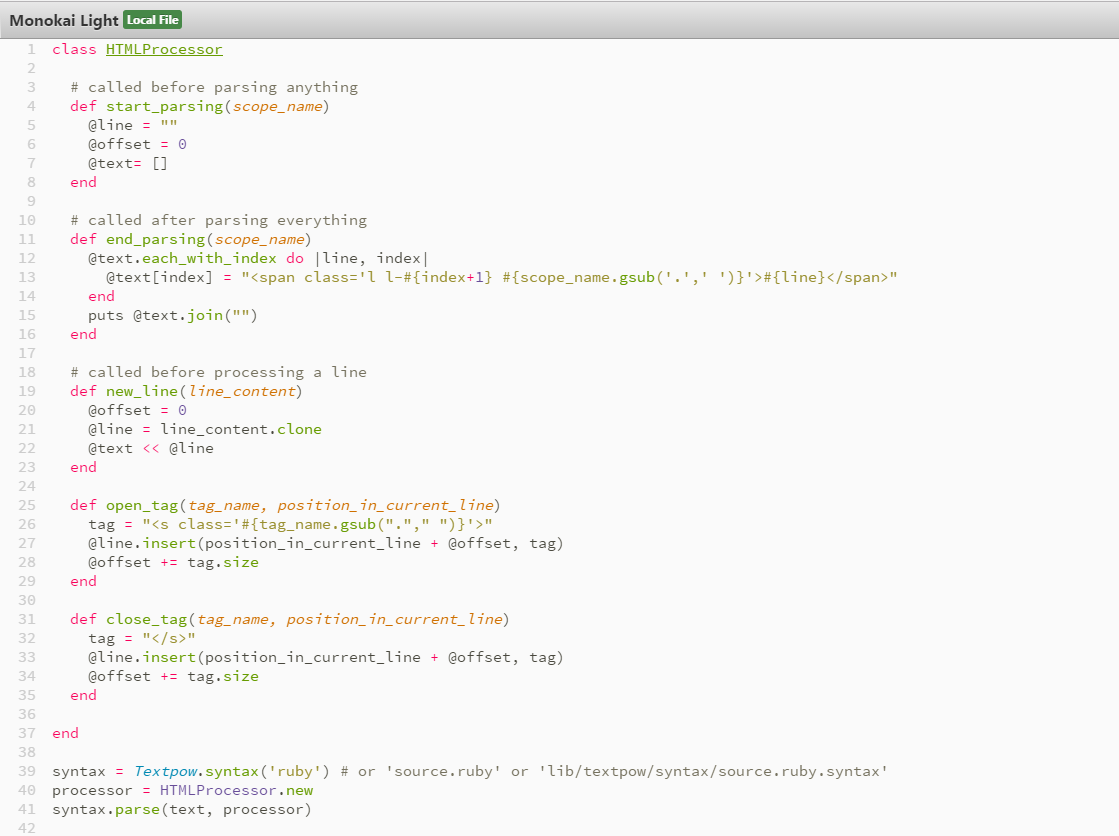 Monokai Light Local File
1 class HTMLProcessor
2
3 # called before parsing anything
4 def start_parsing(scope_name)
5 @line = ""
6 @offset = 0
7 @text= []
8 end
9
10 # called after parsing everything
11 def end_parsing(scope_name)
12 @text.each_with_index do |line, index|
13 @text[index] = "<span class='l l-#{index+1} #{scope_name.gsub('.',' ')}'>#{line}</span>"
14 end
15 puts @text.join("")
16 end
17
18 # called before processing a line
19 def new_line(line_content)
20 @offset = 0
21 @line = line_content.clone
22 @text << @line
23 end
24
25 def open_tag(tag_name, position_in_current_line)
26 tag = "<s class='#{tag_name.gsub("."," ")}'>"
27 @line.insert(position_in_current_line + @offset, tag)
28 @offset += tag.size
29 end
30
31 def close_tag(tag_name, position_in_current_line)
32 tag = "</s>"
33 @line.insert(position_in_current_line + @offset, tag)
34 @offset += tag.size
35 end
36
37 end
38
39 syntax = Textpow.syntax('ruby') # or 'source.ruby' or 'lib/textpow/syntax/source.ruby.syntax'
40 processor = HTMLProcessor.new
41 syntax.parse(text, processor)
42